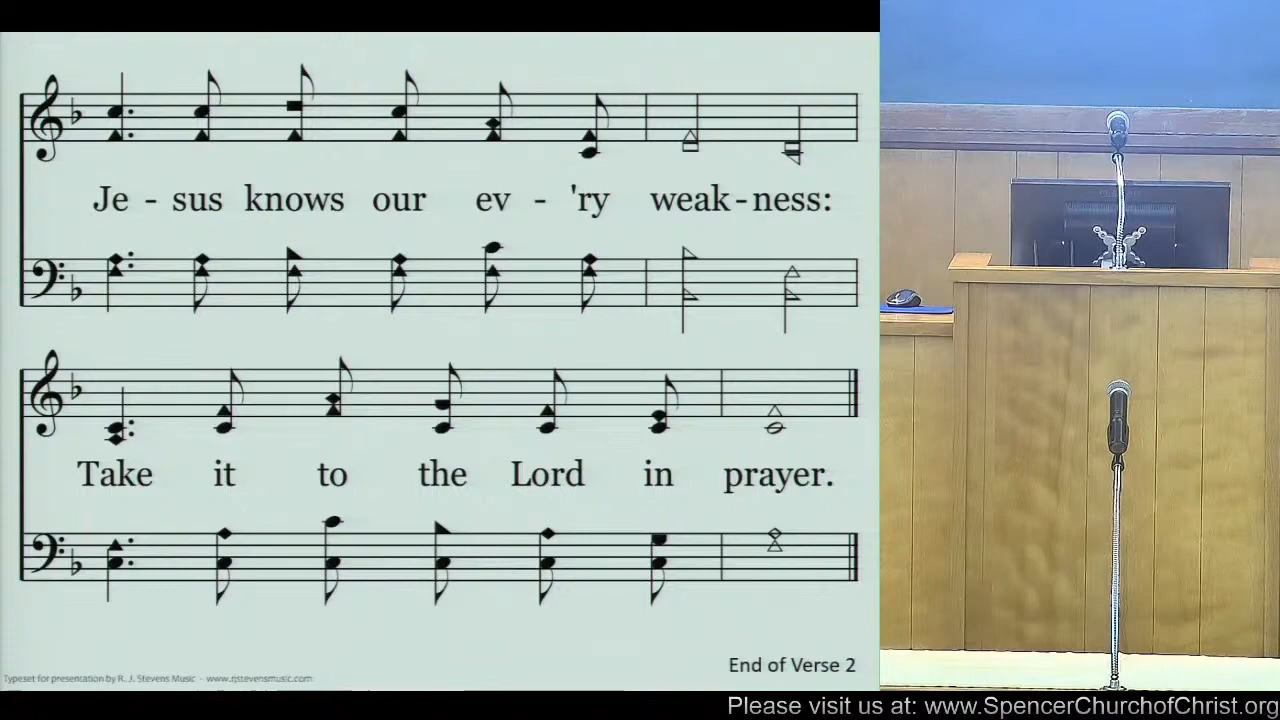 Je - sus knows our ev - 'ry weak - ness:
Take it to the Lord in prayer.
End of Verse 2
Typeset for presentation by R. J. Stevens Music - www.rjstevensmusic.com
Please visit us at: www.SpencerChurchofChrist.org